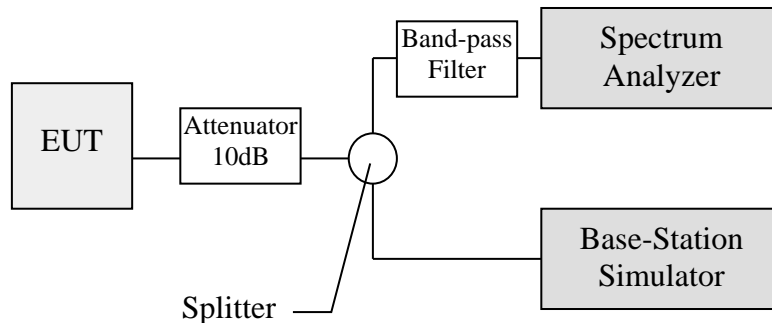 Band-pass
Filter
Spectrum
Analyzer
EUT
Attenuator
10dB
Base-Station
Simulator
Splitter